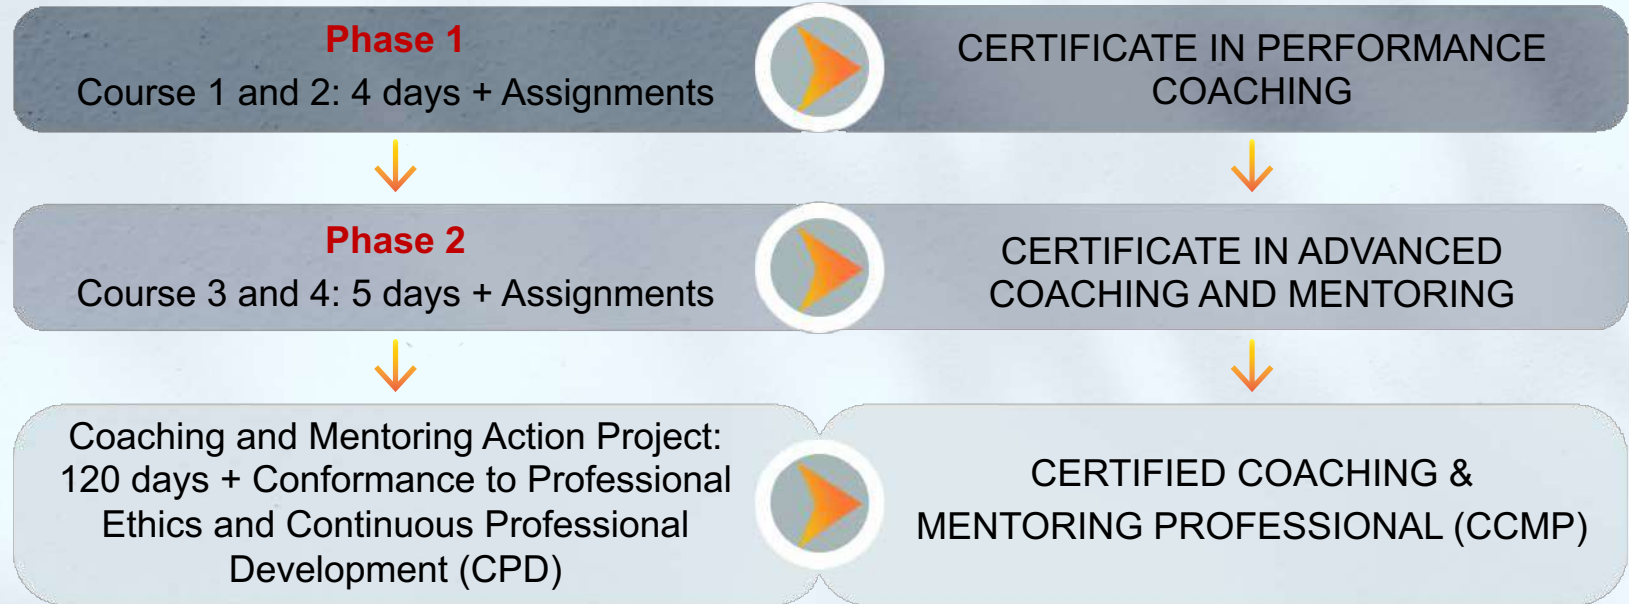 Phase 1
Course 1 and 2: 4 days + Assignments
CERTIFICATE IN PERFORMANCE
COACHING
Phase 2
Course 3 and 4: 5 days + Assignments
CERTIFICATE IN ADVANCED
COACHING AND MENTORING
Coaching and Mentoring Action Project:
120 days + Conformance to Professional
Ethics and Continuous Professional
Development (CPD)
CERTIFIED COACHING &
MENTORING PROFESSIONAL (CCMP)